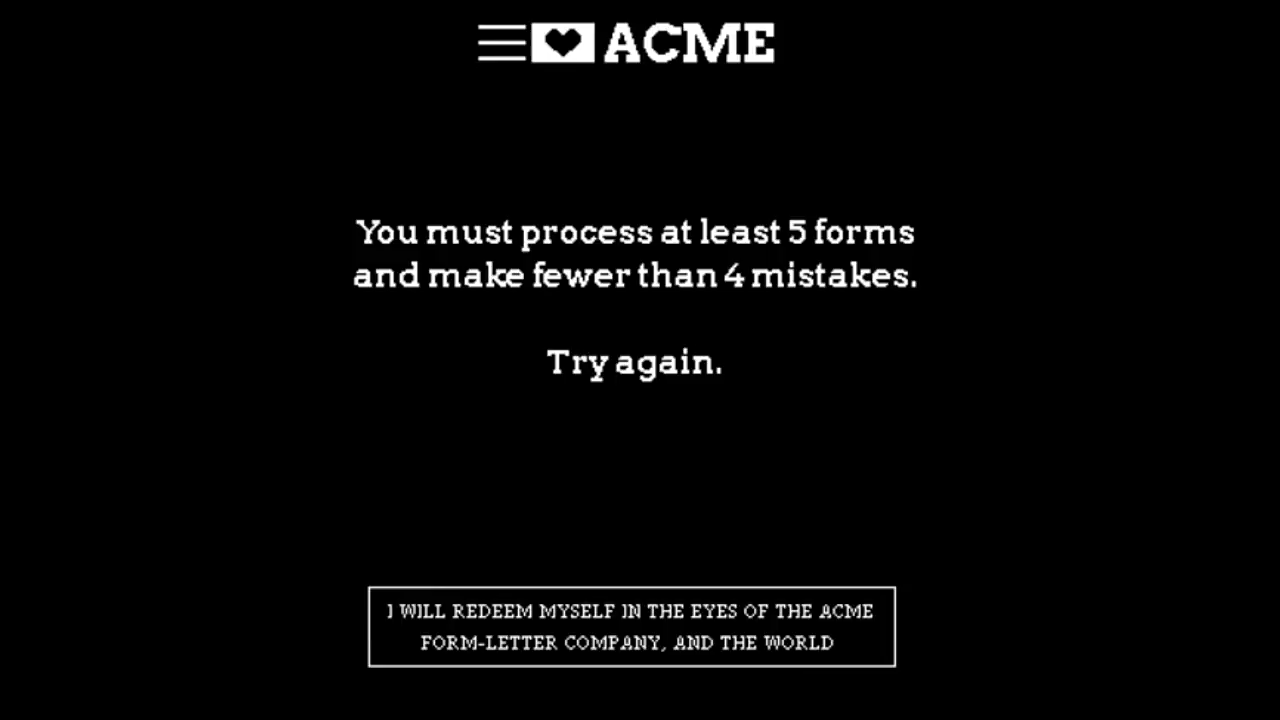 ACME
You must process at least 5 forms
and make fewer than 4 mistakes.
Try again.
I WILL REDEEM MYSELF IN THE EYES OF THE ACME
FORM-LETTER COMPANY, AND THE WORLD